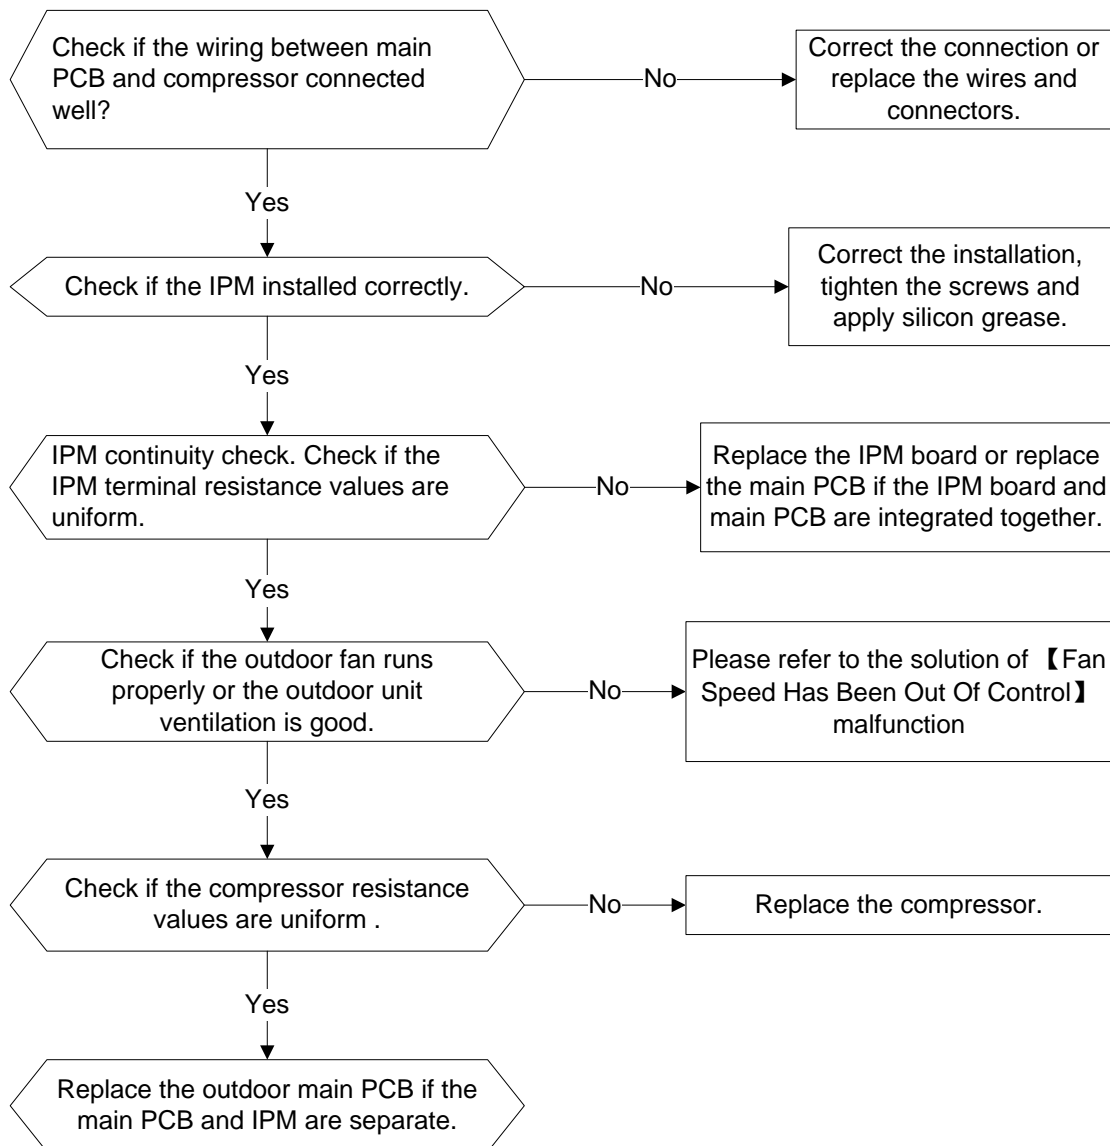 Check if the wiring between main
PCB and compressor connected
well?
No
Correct the connection or
replace the wires and
connectors.
Yes
Check if the IPM installed correctly.
No
Correct the installation,
tighten the screws and
apply silicon grease.
Yes
IPM continuity check. Check if the
IPM terminal resistance values are
uniform.
No
Replace the IPM board or replace
the main PCB if the IPM board and
main PCB are integrated together.
Yes
Check if the outdoor fan runs
properly or the outdoor unit
ventilation is good.
No
Please refer to the solution of 【Fan
Speed Has Been Out Of Control】
malfunction
Yes
Check if the compressor resistance
values are uniform .
No
Replace the compressor.
Yes
Replace the outdoor main PCB if the
main PCB and IPM are separate.